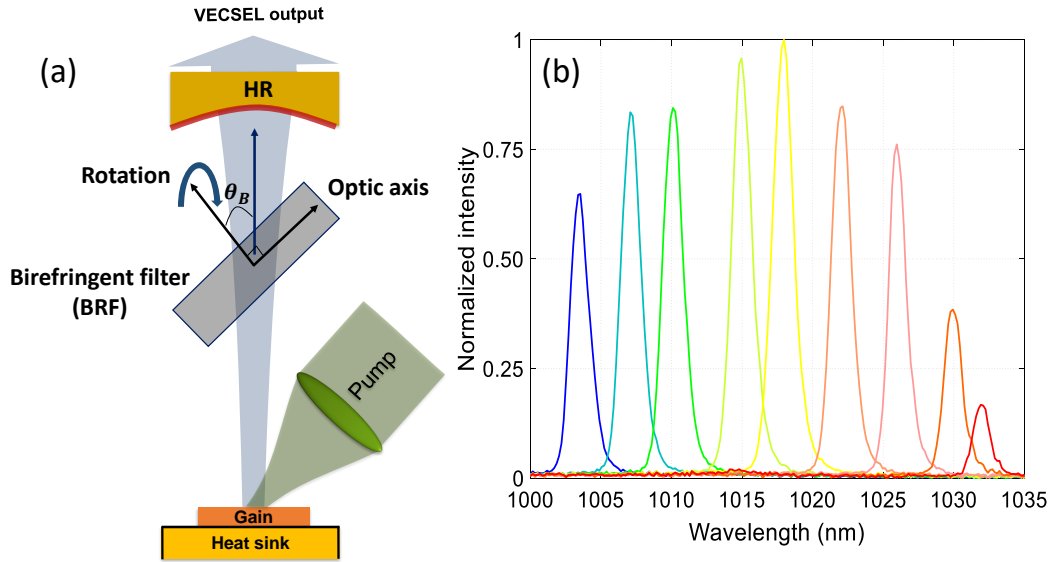 VECSEL output
(a)
HR
Rotation
θ_B
Optic axis
Birefringent filter
(BRF)
Pump
Gain
Heat sink
(b)
Normalized intensity
1
0.75
0.50
0.25
0
1000 1005 1010 1015 1020 1025 1030 1035
Wavelength (nm)